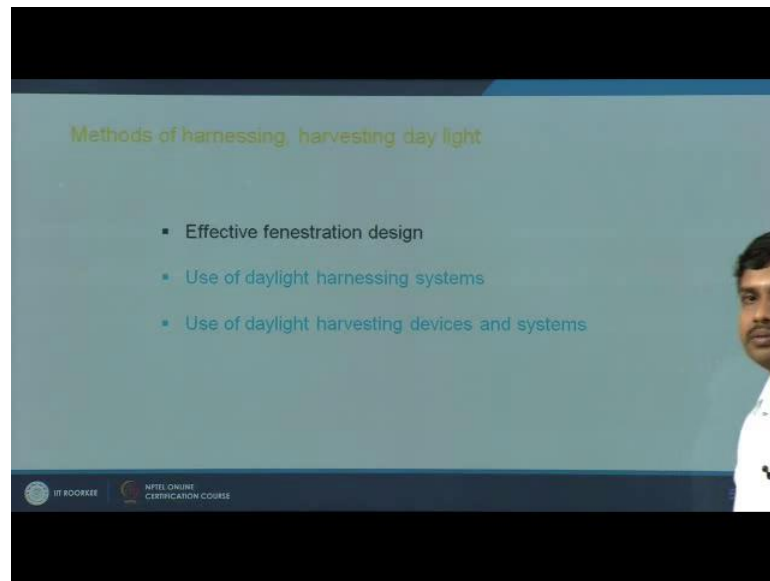 Methods of harnessing, harvesting day light
▪ Effective fenestration design
▪ Use of daylight harnessing systems
▪ Use of daylight harvesting devices and systems
IIT ROORKEE
NPTEL ONLINE
CERTIFICATION COURSE